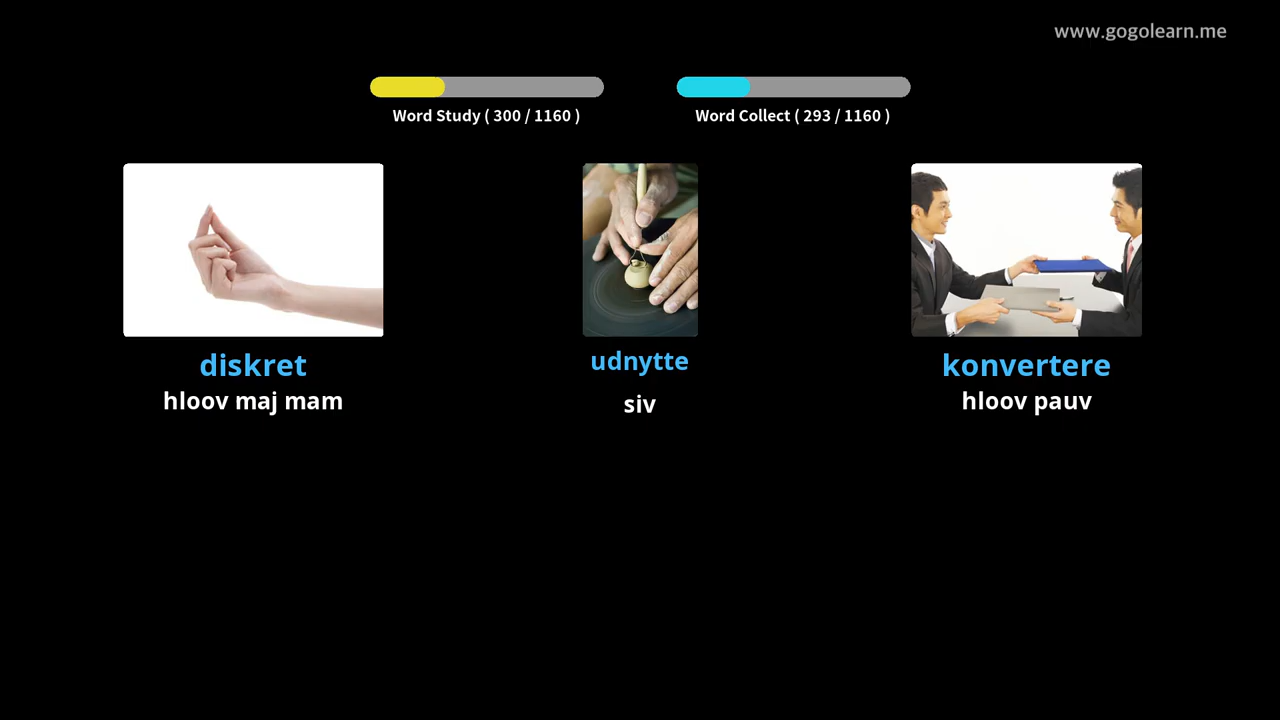 www.gogolearn.me
Word Study ( 300 / 1160 )
Word Collect ( 293 / 1160 )
diskret
hloov maj mam
udnytte
siv
konvertere
hloov pauv